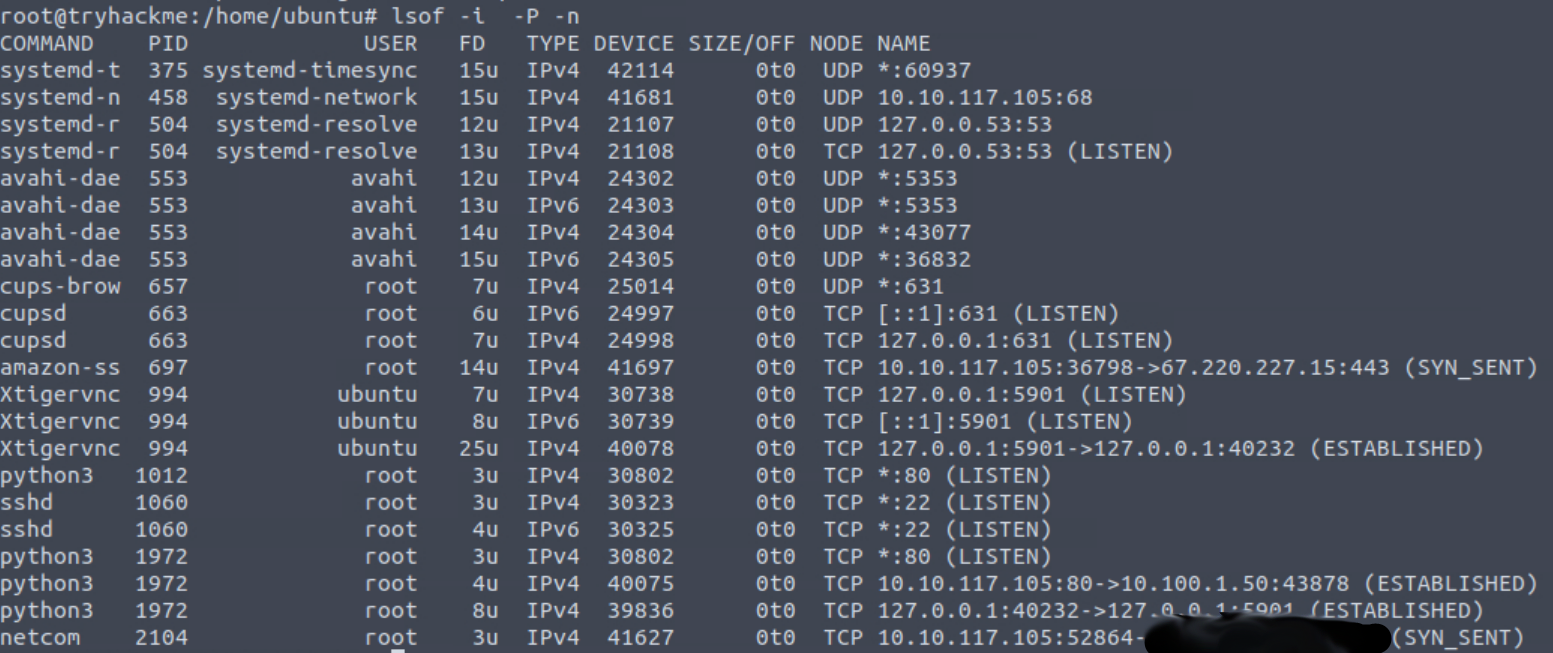 root@tryhackme:/home/ubuntu# lsof -i  -P -n
COMMAND    PID             USER   FD   TYPE DEVICE SIZE/OFF NODE NAME
systemd-t  375 systemd-timesync   15u  IPv4  42114      0t0  UDP *:60937
systemd-n  458  systemd-network   15u  IPv4  41681      0t0  UDP 10.10.117.105:68
systemd-r  504  systemd-resolve   12u  IPv4  21107      0t0  UDP 127.0.0.53:53
systemd-r  504  systemd-resolve   13u  IPv4  21108      0t0  TCP 127.0.0.53:53 (LISTEN)
avahi-dae  553            avahi   12u  IPv4  24302      0t0  UDP *:5353
avahi-dae  553            avahi   13u  IPv6  24303      0t0  UDP *:5353
avahi-dae  553            avahi   14u  IPv4  24304      0t0  UDP *:43077
avahi-dae  553            avahi   15u  IPv6  24305      0t0  UDP *:36832
cups-brow  657             root    7u  IPv4  25014      0t0  UDP *:631
cupsd      663             root    6u  IPv6  24997      0t0  TCP [::1]:631 (LISTEN)
cupsd      663             root    7u  IPv4  24998      0t0  TCP 127.0.0.1:631 (LISTEN)
amazon-ss  697             root   14u  IPv4  41697      0t0  TCP 10.10.117.105:36798->67.220.227.15:443 (SYN_SENT)
Xtigervnc  994           ubuntu    7u  IPv4  30738      0t0  TCP 127.0.0.1:5901 (LISTEN)
Xtigervnc  994           ubuntu    8u  IPv6  30739      0t0  TCP [::1]:5901 (LISTEN)
Xtigervnc  994           ubuntu   25u  IPv4  40078      0t0  TCP 127.0.0.1:5901->127.0.0.1:40232 (ESTABLISHED)
python3   1012             root    3u  IPv4  30802      0t0  TCP *:80 (LISTEN)
sshd      1060             root    3u  IPv4  30323      0t0  TCP *:22 (LISTEN)
sshd      1060             root    4u  IPv6  30325      0t0  TCP *:22 (LISTEN)
python3   1972             root    3u  IPv4  30802      0t0  TCP *:80 (LISTEN)
python3   1972             root    4u  IPv4  40075      0t0  TCP 10.10.117.105:80->10.100.1.50:43878 (ESTABLISHED)
python3   1972             root    8u  IPv4  39836      0t0  TCP 127.0.0.1:40232->127.0.0.1:5901 (ESTABLISHED)
netcom    2104             root    3u  IPv4  41627      0t0  TCP 10.10.117.105:52864- (SYN_SENT)